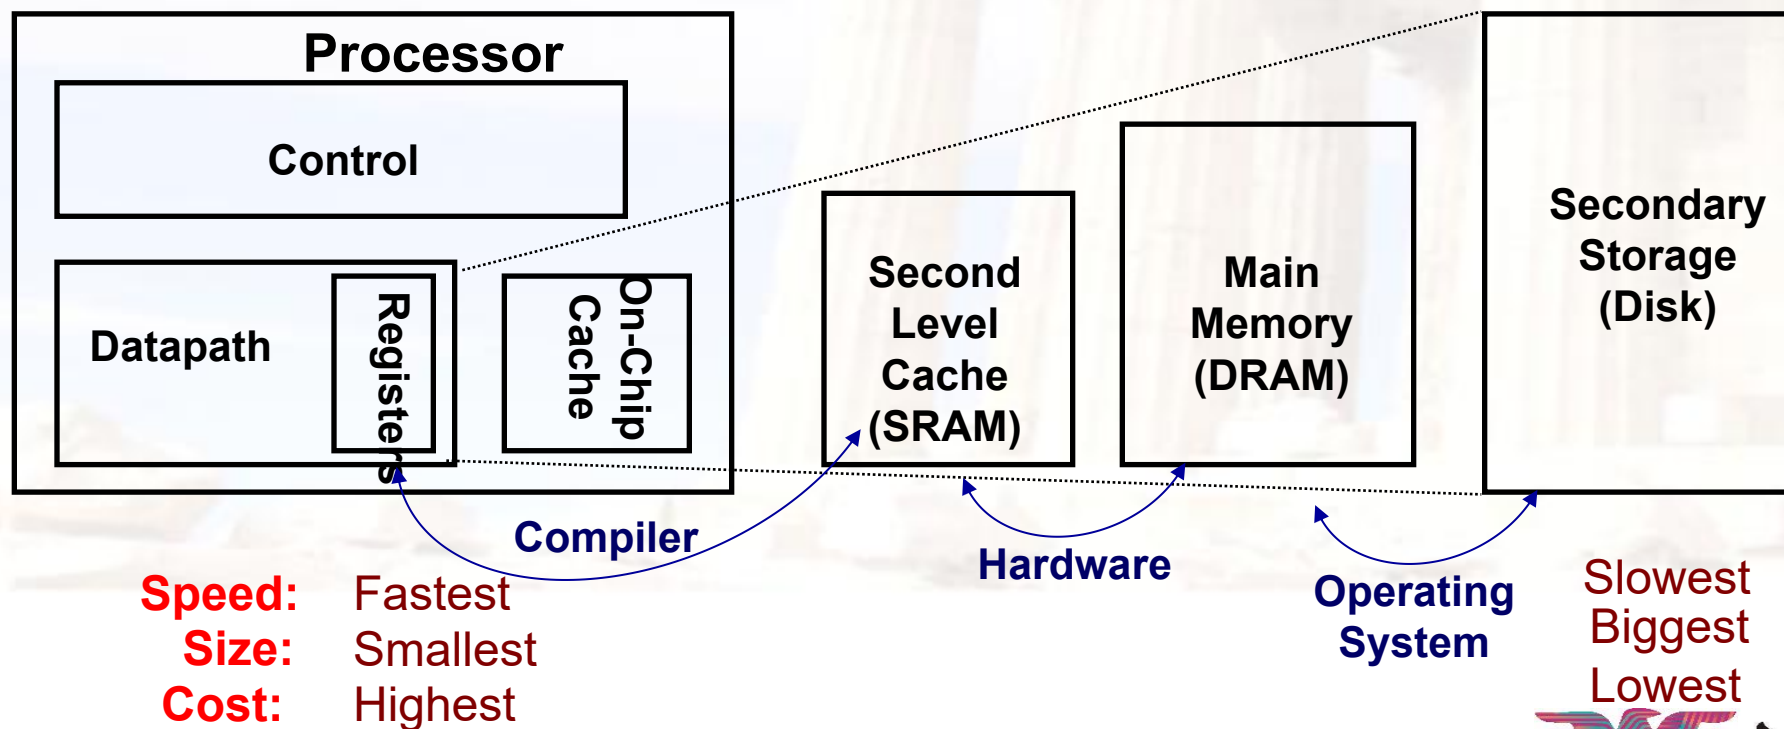 Processor
Control
Datapath
Registers
On-Chip
Cache
Second
Level
Cache
(SRAM)
Main
Memory
(DRAM)
Secondary
Storage
(Disk)
Compiler
Hardware
Operating
System
Speed: Fastest Slowest
Size: Smallest Biggest
Cost: Highest Lowest